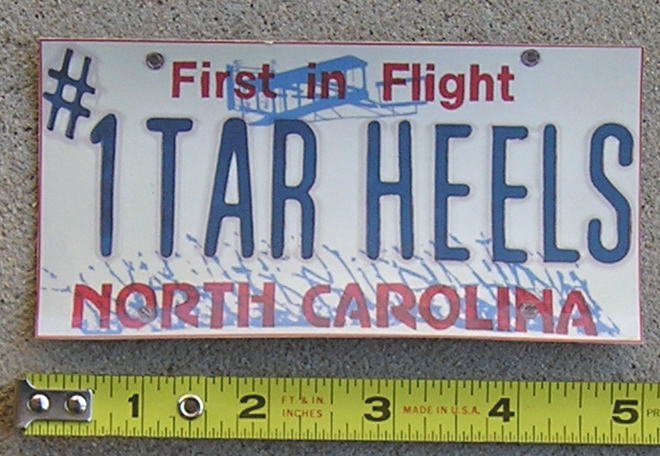 First in Flight
#1TAR HEELS
NORTH CAROLINA
1 2 FT. & IN. INCHES 3 MADE IN U.S.A. 4 5